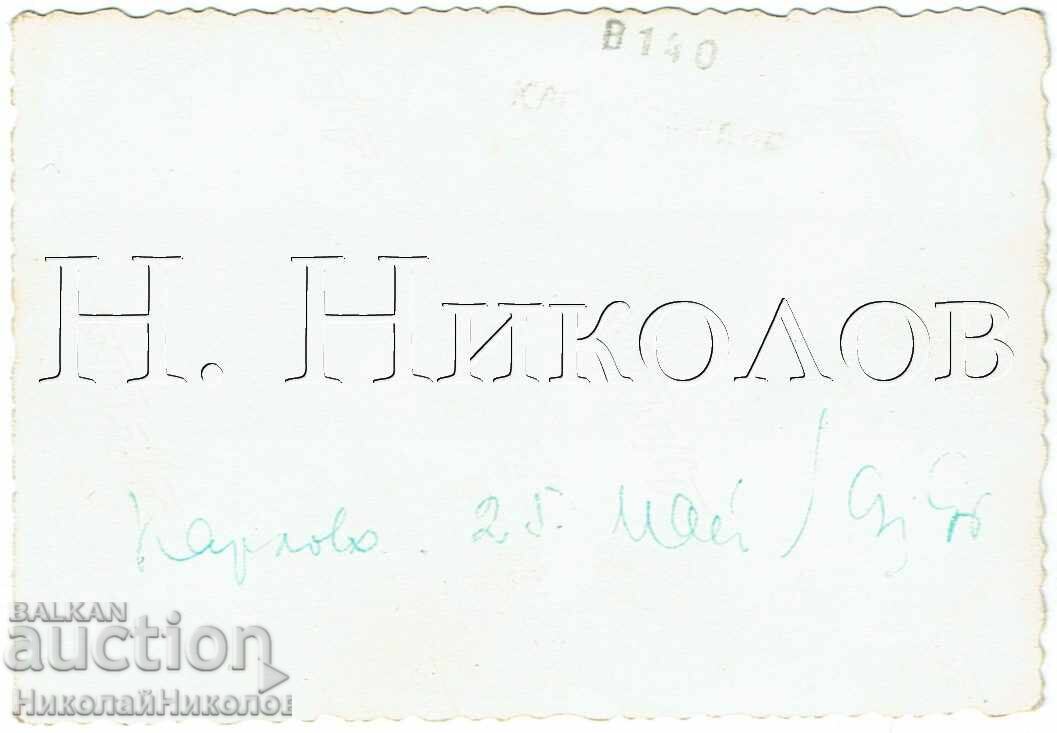 B140
Н. Николов
Карлово. 25. Май /
BALKAN
auction
НиколайНиколов